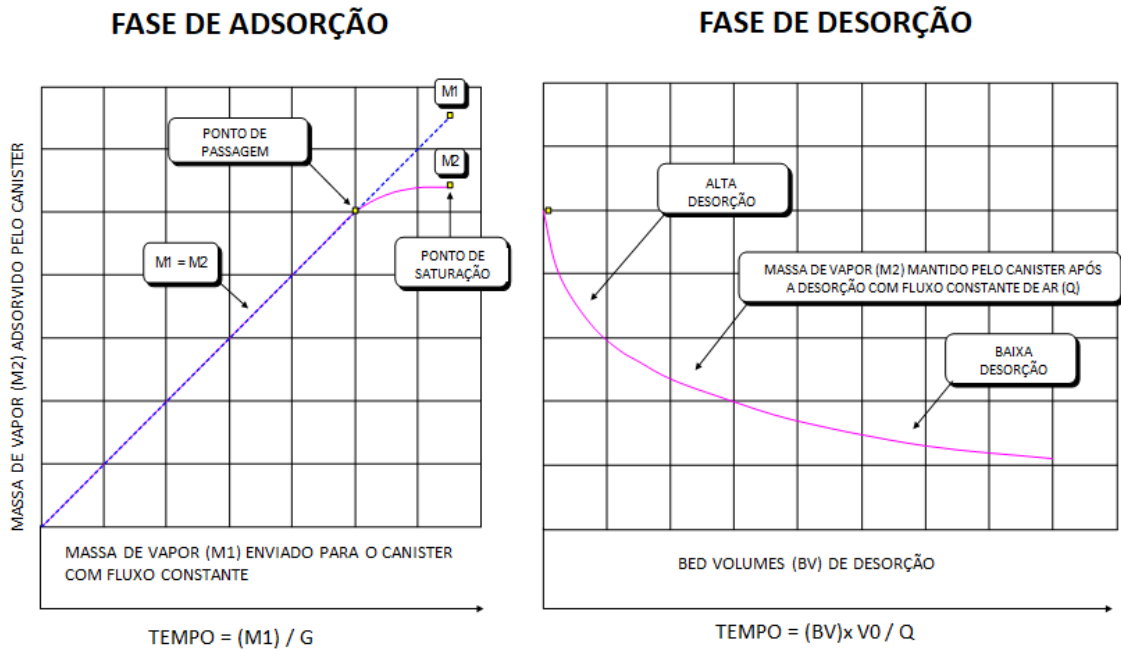 FASE DE ADSORÇÃO
MASSA DE VAPOR (M2) ADSORVIDO PELO CANISTER
M1
PONTO DE
PASSAGEM
M2
M1 = M2
PONTO DE
SATURAÇÃO
MASSA DE VAPOR (M1) ENVIADO PARA O CANISTER
COM FLUXO CONSTANTE
TEMPO = (M1) / G
FASE DE DESORÇÃO
ALTA
DESORÇÃO
MASSA DE VAPOR (M2) MANTIDO PELO CANISTER APÓS
A DESORÇÃO COM FLUXO CONSTANTE DE AR (Q)
BAIXA
DESORÇÃO
BED VOLUMES (BV) DE DESORÇÃO
TEMPO = (BV)x V0 / Q